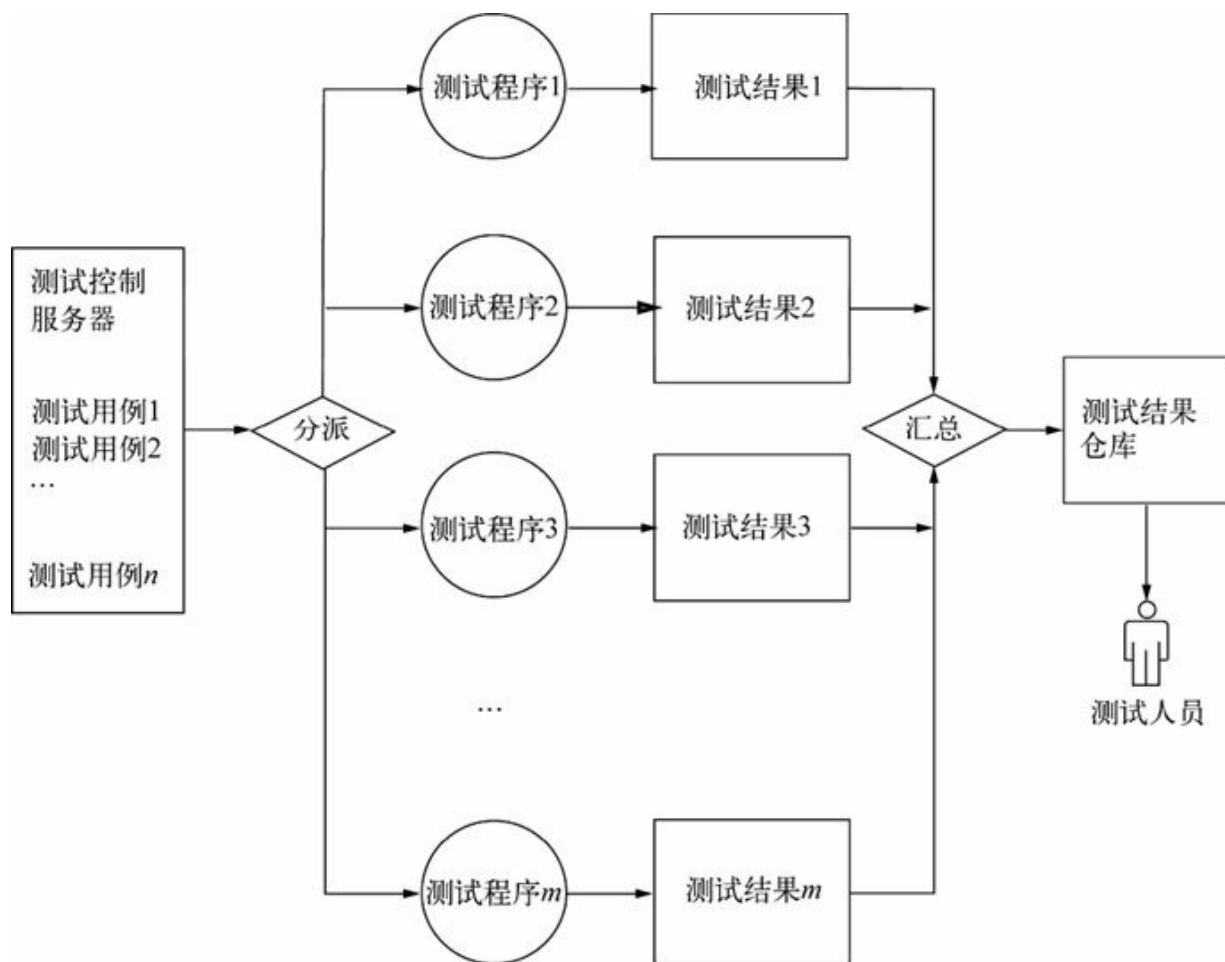 测试程序1
测试结果1
测试控制
服务器
测试用例1
测试用例2
…
测试用例n
测试程序2
测试结果2
分派
汇总
测试结果
仓库
测试程序3
测试结果3
…
测试人员
测试程序m
测试结果m